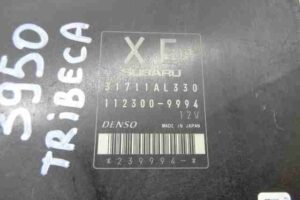 3950
TRiBECA
XF
SUBARU
31711AL330
112300-9994
12V
DENSO MADE IN JAPAN
*239994-*